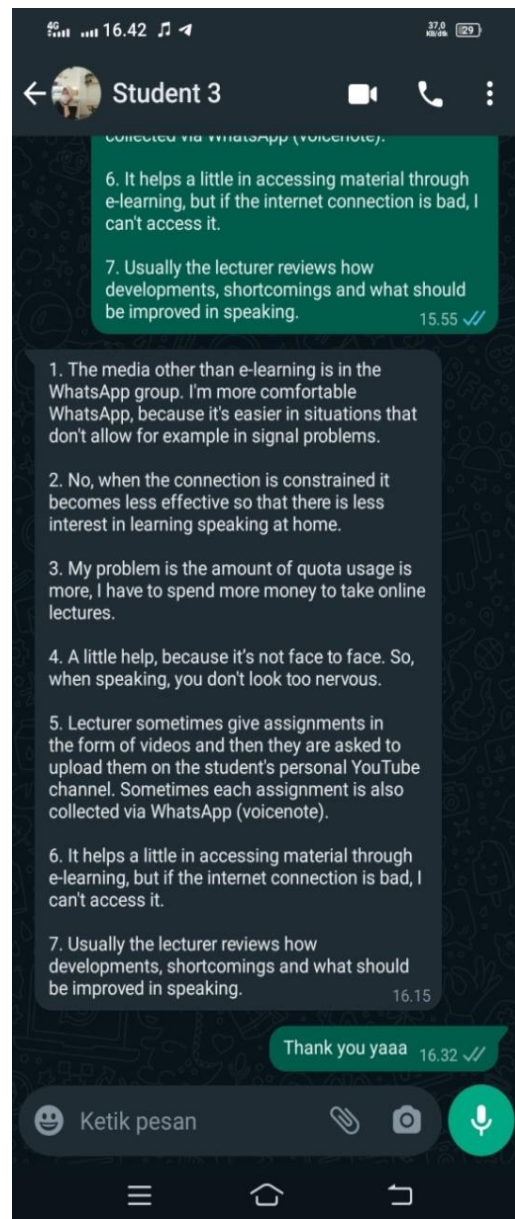 4G 16.42
37,0
KB/dtk 29
Student 3
collected via WhatsApp (voicenote).
6. It helps a little in accessing material through
e-learning, but if the internet connection is bad, I
can't access it.
7. Usually the lecturer reviews how
developments, shortcomings and what should
be improved in speaking.
15.55
1. The media other than e-learning is in the
WhatsApp group. I'm more comfortable
WhatsApp, because it's easier in situations that
don't allow for example in signal problems.
2. No, when the connection is constrained it
becomes less effective so that there is less
interest in learning speaking at home.
3. My problem is the amount of quota usage is
more, I have to spend more money to take online
lectures.
4. A little help, because it's not face to face. So,
when speaking, you don't look too nervous.
5. Lecturer sometimes give assignments in
the form of videos and then they are asked to
upload them on the student's personal YouTube
channel. Sometimes each assignment is also
collected via WhatsApp (voicenote).
6. It helps a little in accessing material through
e-learning, but if the internet connection is bad, I
can't access it.
7. Usually the lecturer reviews how
developments, shortcomings and what should
be improved in speaking.
16.15
Thank you yaaa 16.32
Ketik pesan